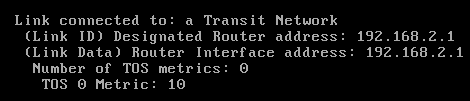 Link connected to: a Transit Network
(Link ID) Designated Router address: 192.168.2.1
(Link Data) Router Interface address: 192.168.2.1
Number of TOS metrics: 0
TOS 0 Metric: 10